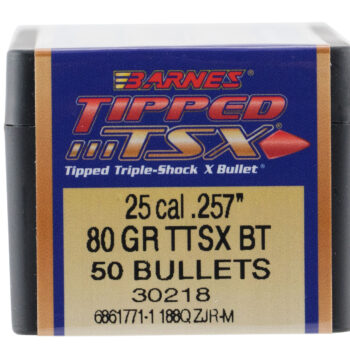 BARNES
TIPPED
TSX
Tipped Triple-Shock X Bullet®
25 cal .257"
80 GR TTSX BT
50 BULLETS
30218
6861771-1 188Q ZJR-M